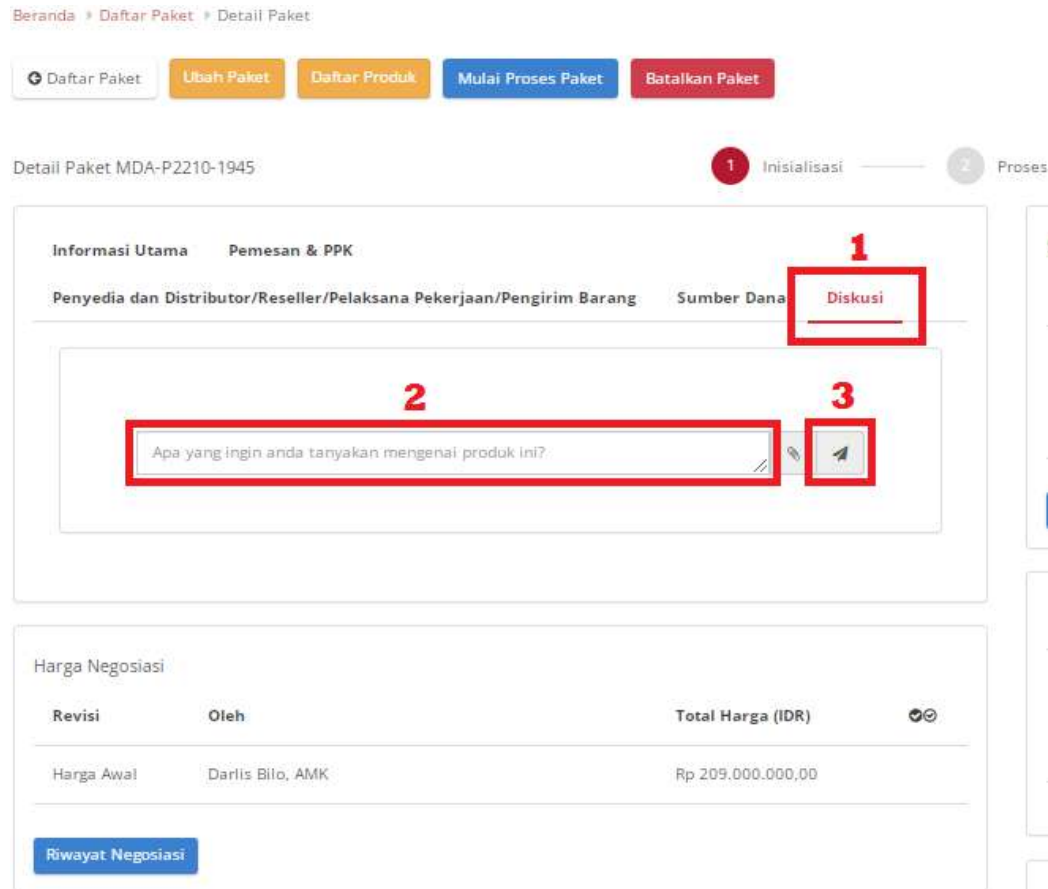 Beranda Daftar Paket Detail Paket
Daftar Paket Ubah Paket Daftar Produk Mulai Proses Paket Batalkan Paket
Detail Paket MDA-P2210-1945 1 Inisialisasi 2 Proses
Informasi Utama Pemesan & PPK 1
Penyedia dan Distributor/Reseller/Pelaksana Pekerjaan/Pengirim Barang Sumber Dana Diskusi
2 3
Apa yang ingin anda tanyakan mengenai produk ini?
Harga Negosiasi
Revisi Oleh Total Harga (IDR)
Harga Awal Darlis Bilo, AMK Rp 209.000.000,00
Riwayat Negosiasi